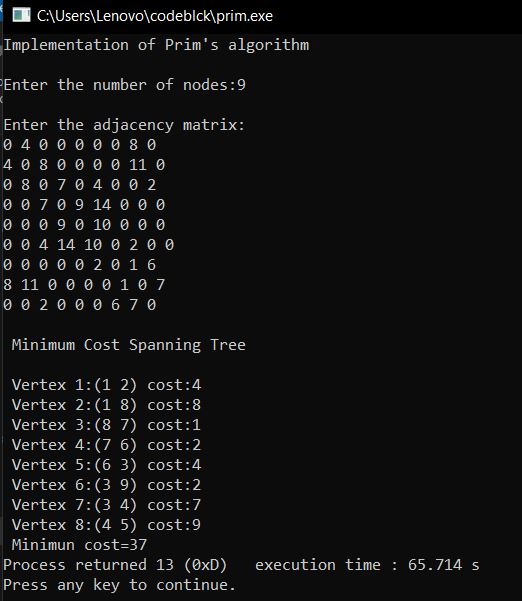 C:\Users\Lenovo\codeblck\prim.exe
Implementation of Prim's algorithm
Enter the number of nodes:9
Enter the adjacency matrix:
0 4 0 0 0 0 0 8 0
4 0 8 0 0 0 0 11 0
0 8 0 7 0 4 0 0 2
0 0 7 0 9 14 0 0 0
0 0 0 9 0 10 0 0 0
0 0 4 14 10 0 2 0 0
0 0 0 0 0 2 0 1 6
8 11 0 0 0 0 1 0 7
0 0 2 0 0 0 6 7 0
Minimum Cost Spanning Tree
Vertex 1:(1 2) cost:4
Vertex 2:(1 8) cost:8
Vertex 3:(8 7) cost:1
Vertex 4:(7 6) cost:2
Vertex 5:(6 3) cost:4
Vertex 6:(3 9) cost:2
Vertex 7:(3 4) cost:7
Vertex 8:(4 5) cost:9
Minimun cost=37
Process returned 13 (0xD)   execution time : 65.714 s
Press any key to continue.